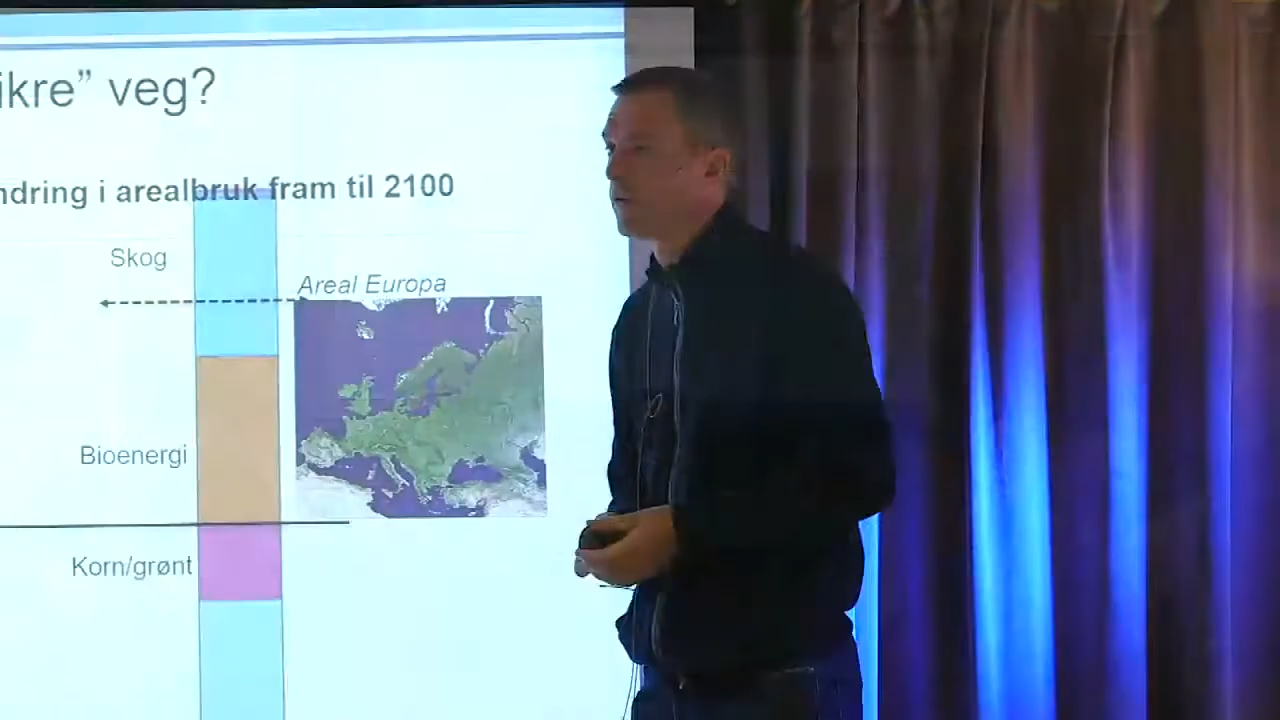 ikre” veg?
ndring i arealbruk fram til 2100
Skog
Areal Europa
Bioenergi
Korn/grønt